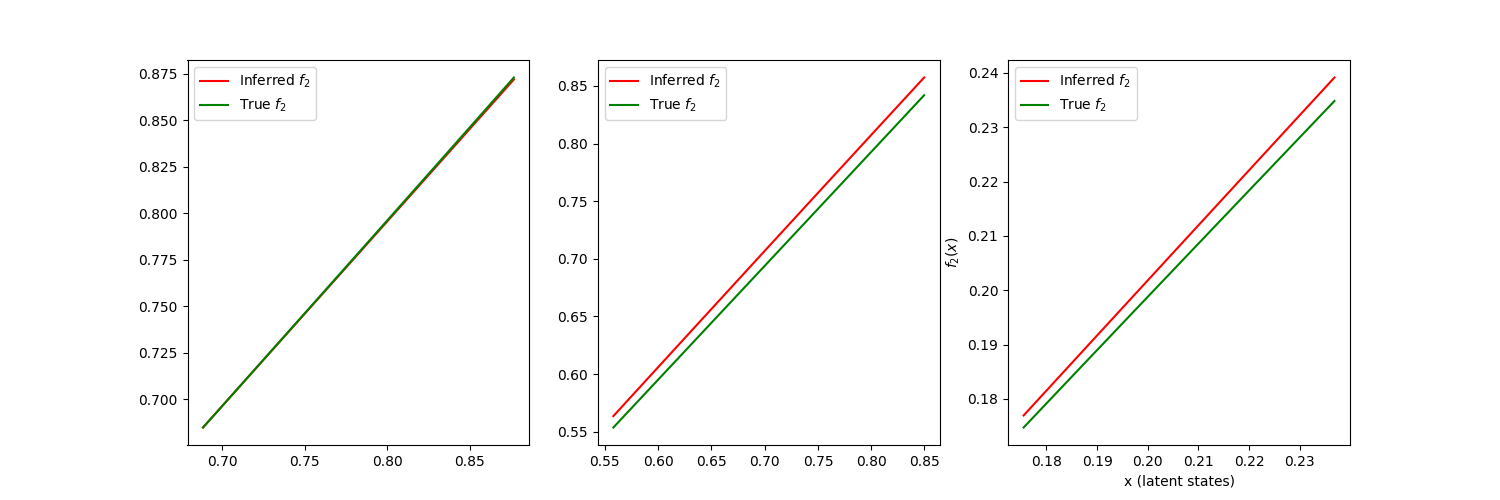 Inferred f₂
True f₂
0.875
0.850
0.825
0.800
0.775
0.750
0.725
0.700
0.70 0.75 0.80 0.85
Inferred f₂
True f₂
0.85
0.80
0.75
0.70
0.65
0.60
0.55
0.55 0.60 0.65 0.70 0.75 0.80 0.85
f₂(x)
Inferred f₂
True f₂
0.24
0.23
0.22
0.21
0.20
0.19
0.18
0.18 0.19 0.20 0.21 0.22 0.23
x (latent states)